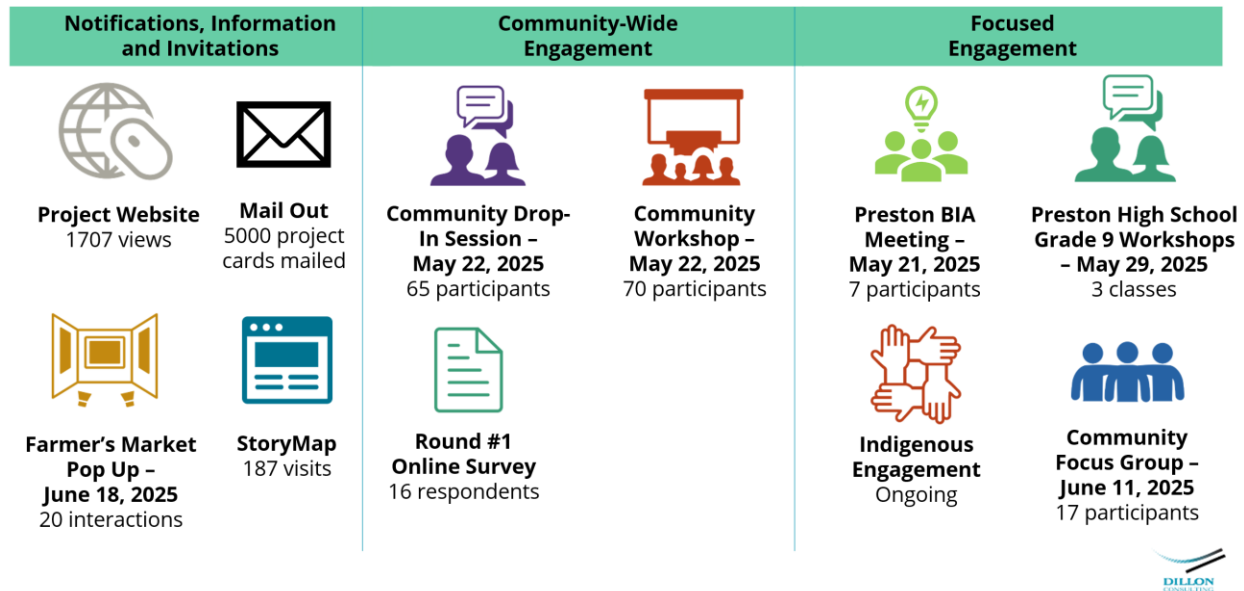 Notifications, Information
and Invitations
Project Website
1707 views
Mail Out
5000 project
cards mailed
Farmer's Market
Pop Up –
June 18, 2025
20 interactions
StoryMap
187 visits
Community-Wide
Engagement
Community Drop-
In Session –
May 22, 2025
65 participants
Community
Workshop –
May 22, 2025
70 participants
Round #1
Online Survey
16 respondents
Focused
Engagement
Preston BIA
Meeting –
May 21, 2025
7 participants
Preston High School
Grade 9 Workshops
– May 29, 2025
3 classes
Indigenous
Engagement
Ongoing
Community
Focus Group –
June 11, 2025
17 participants
DILLON
CONSULTING